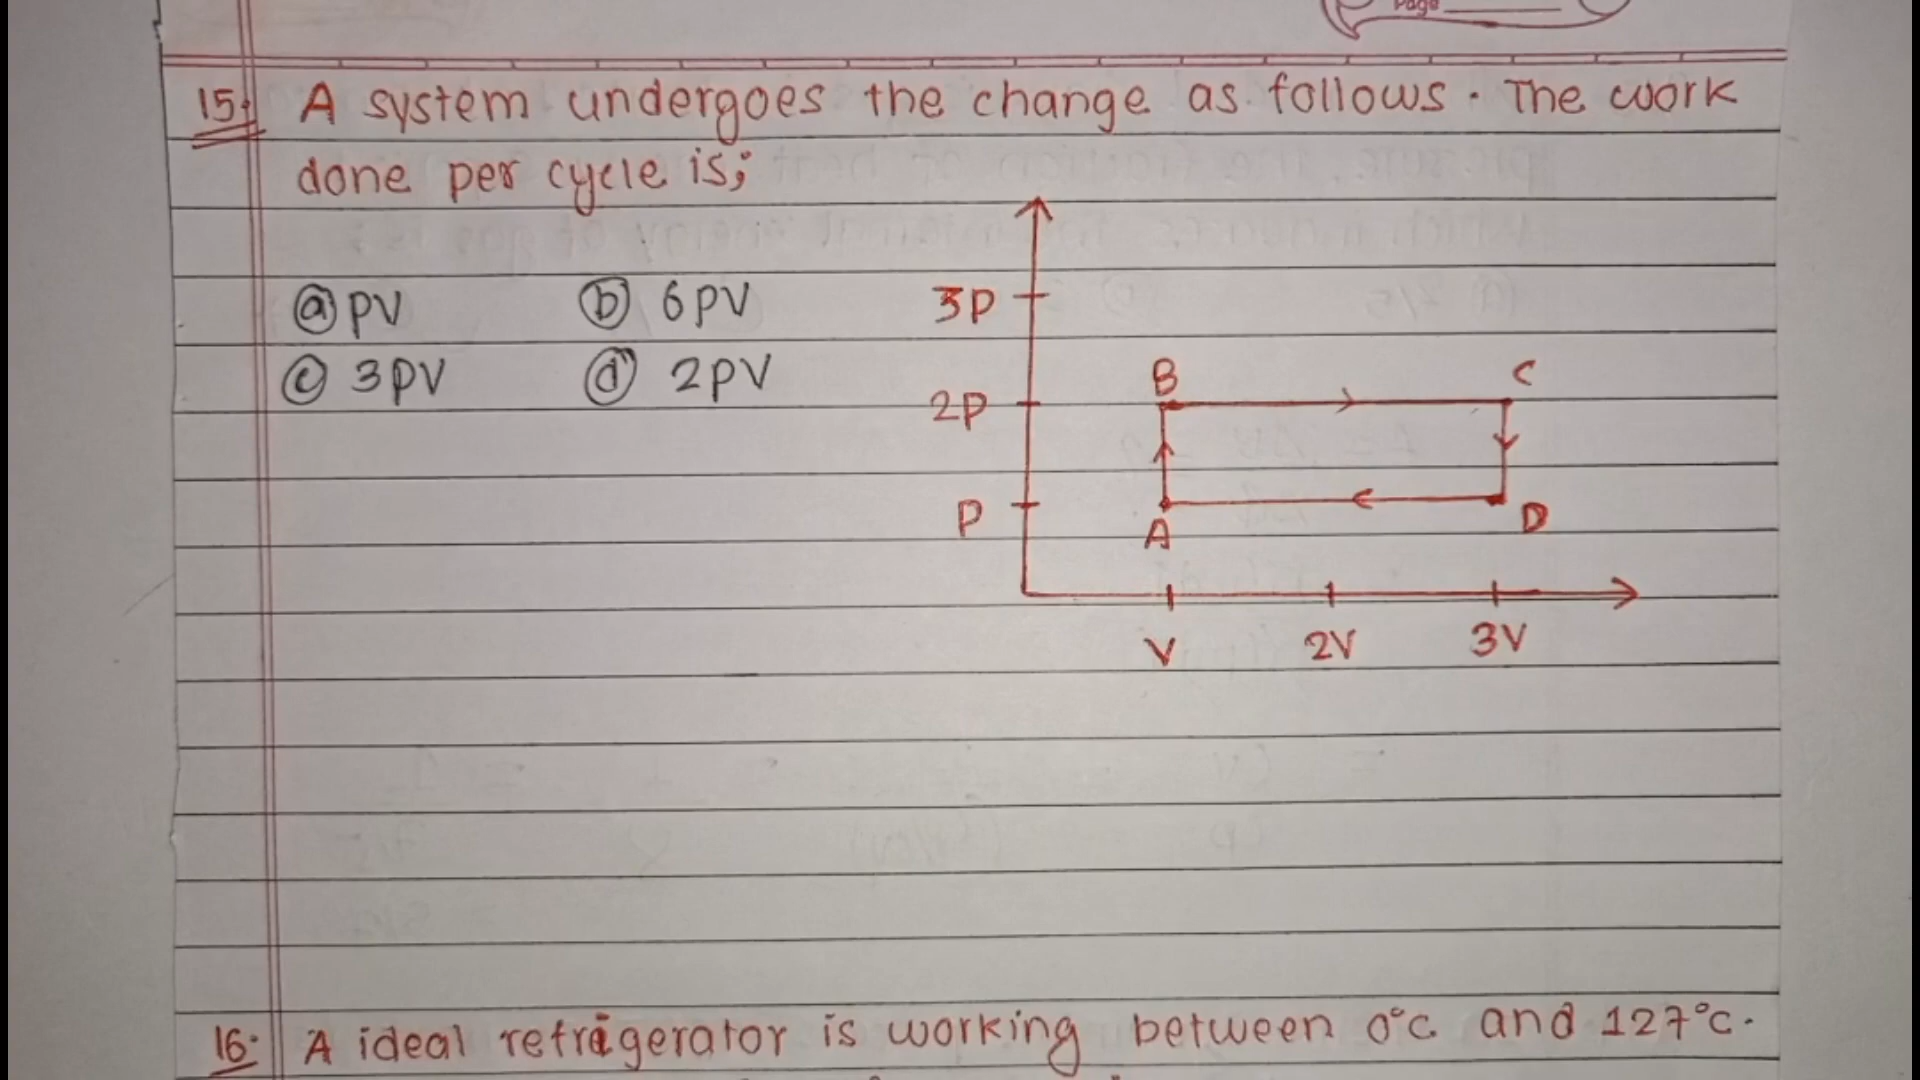 Page
15. A system undergoes the change as follows. The work
done per cycle is;
(a) PV (b) 6PV
(c) 3PV (d) 2PV
3P
B C
2P
P
A D
V 2V 3V
16. A ideal refrigerator is working between 0°C and 127°C.